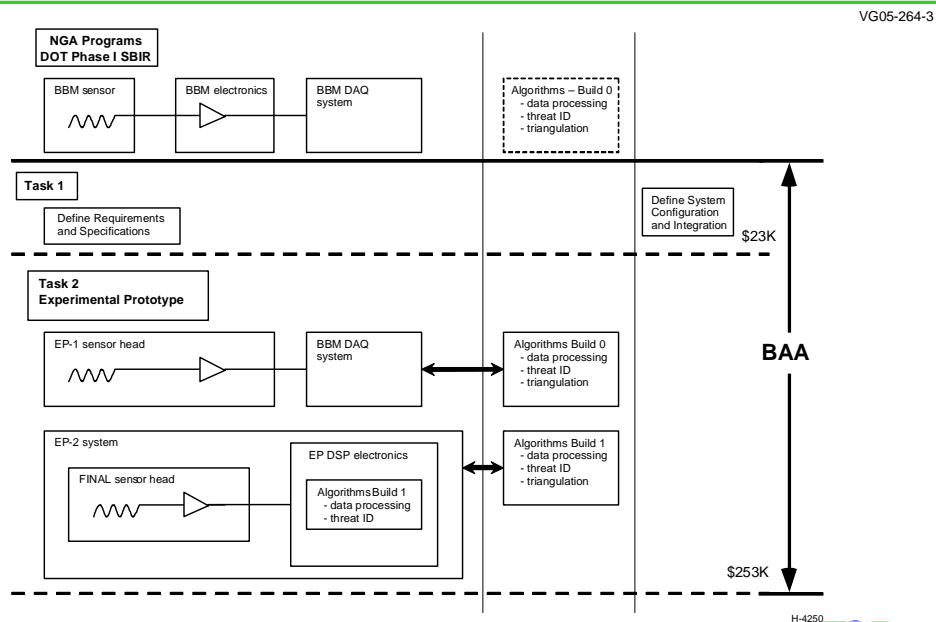 VG05-264-3
NGA Programs
DOT Phase I SBIR
BBM sensor
BBM electronics
BBM DAQ
system
Algorithms – Build 0
- data processing
- threat ID
- triangulation
Task 1
Define Requirements
and Specifications
Define System
Configuration
and Integration
$23K
Task 2
Experimental Prototype
EP-1 sensor head
BBM DAQ
system
Algorithms Build 0
- data processing
- threat ID
- triangulation
BAA
EP-2 system
FINAL sensor head
EP DSP electronics
AlgorithmsBuild 1
- data processing
- threat ID
Algorithms Build 1
- data processing
- threat ID
- triangulation
$253K
H-4250